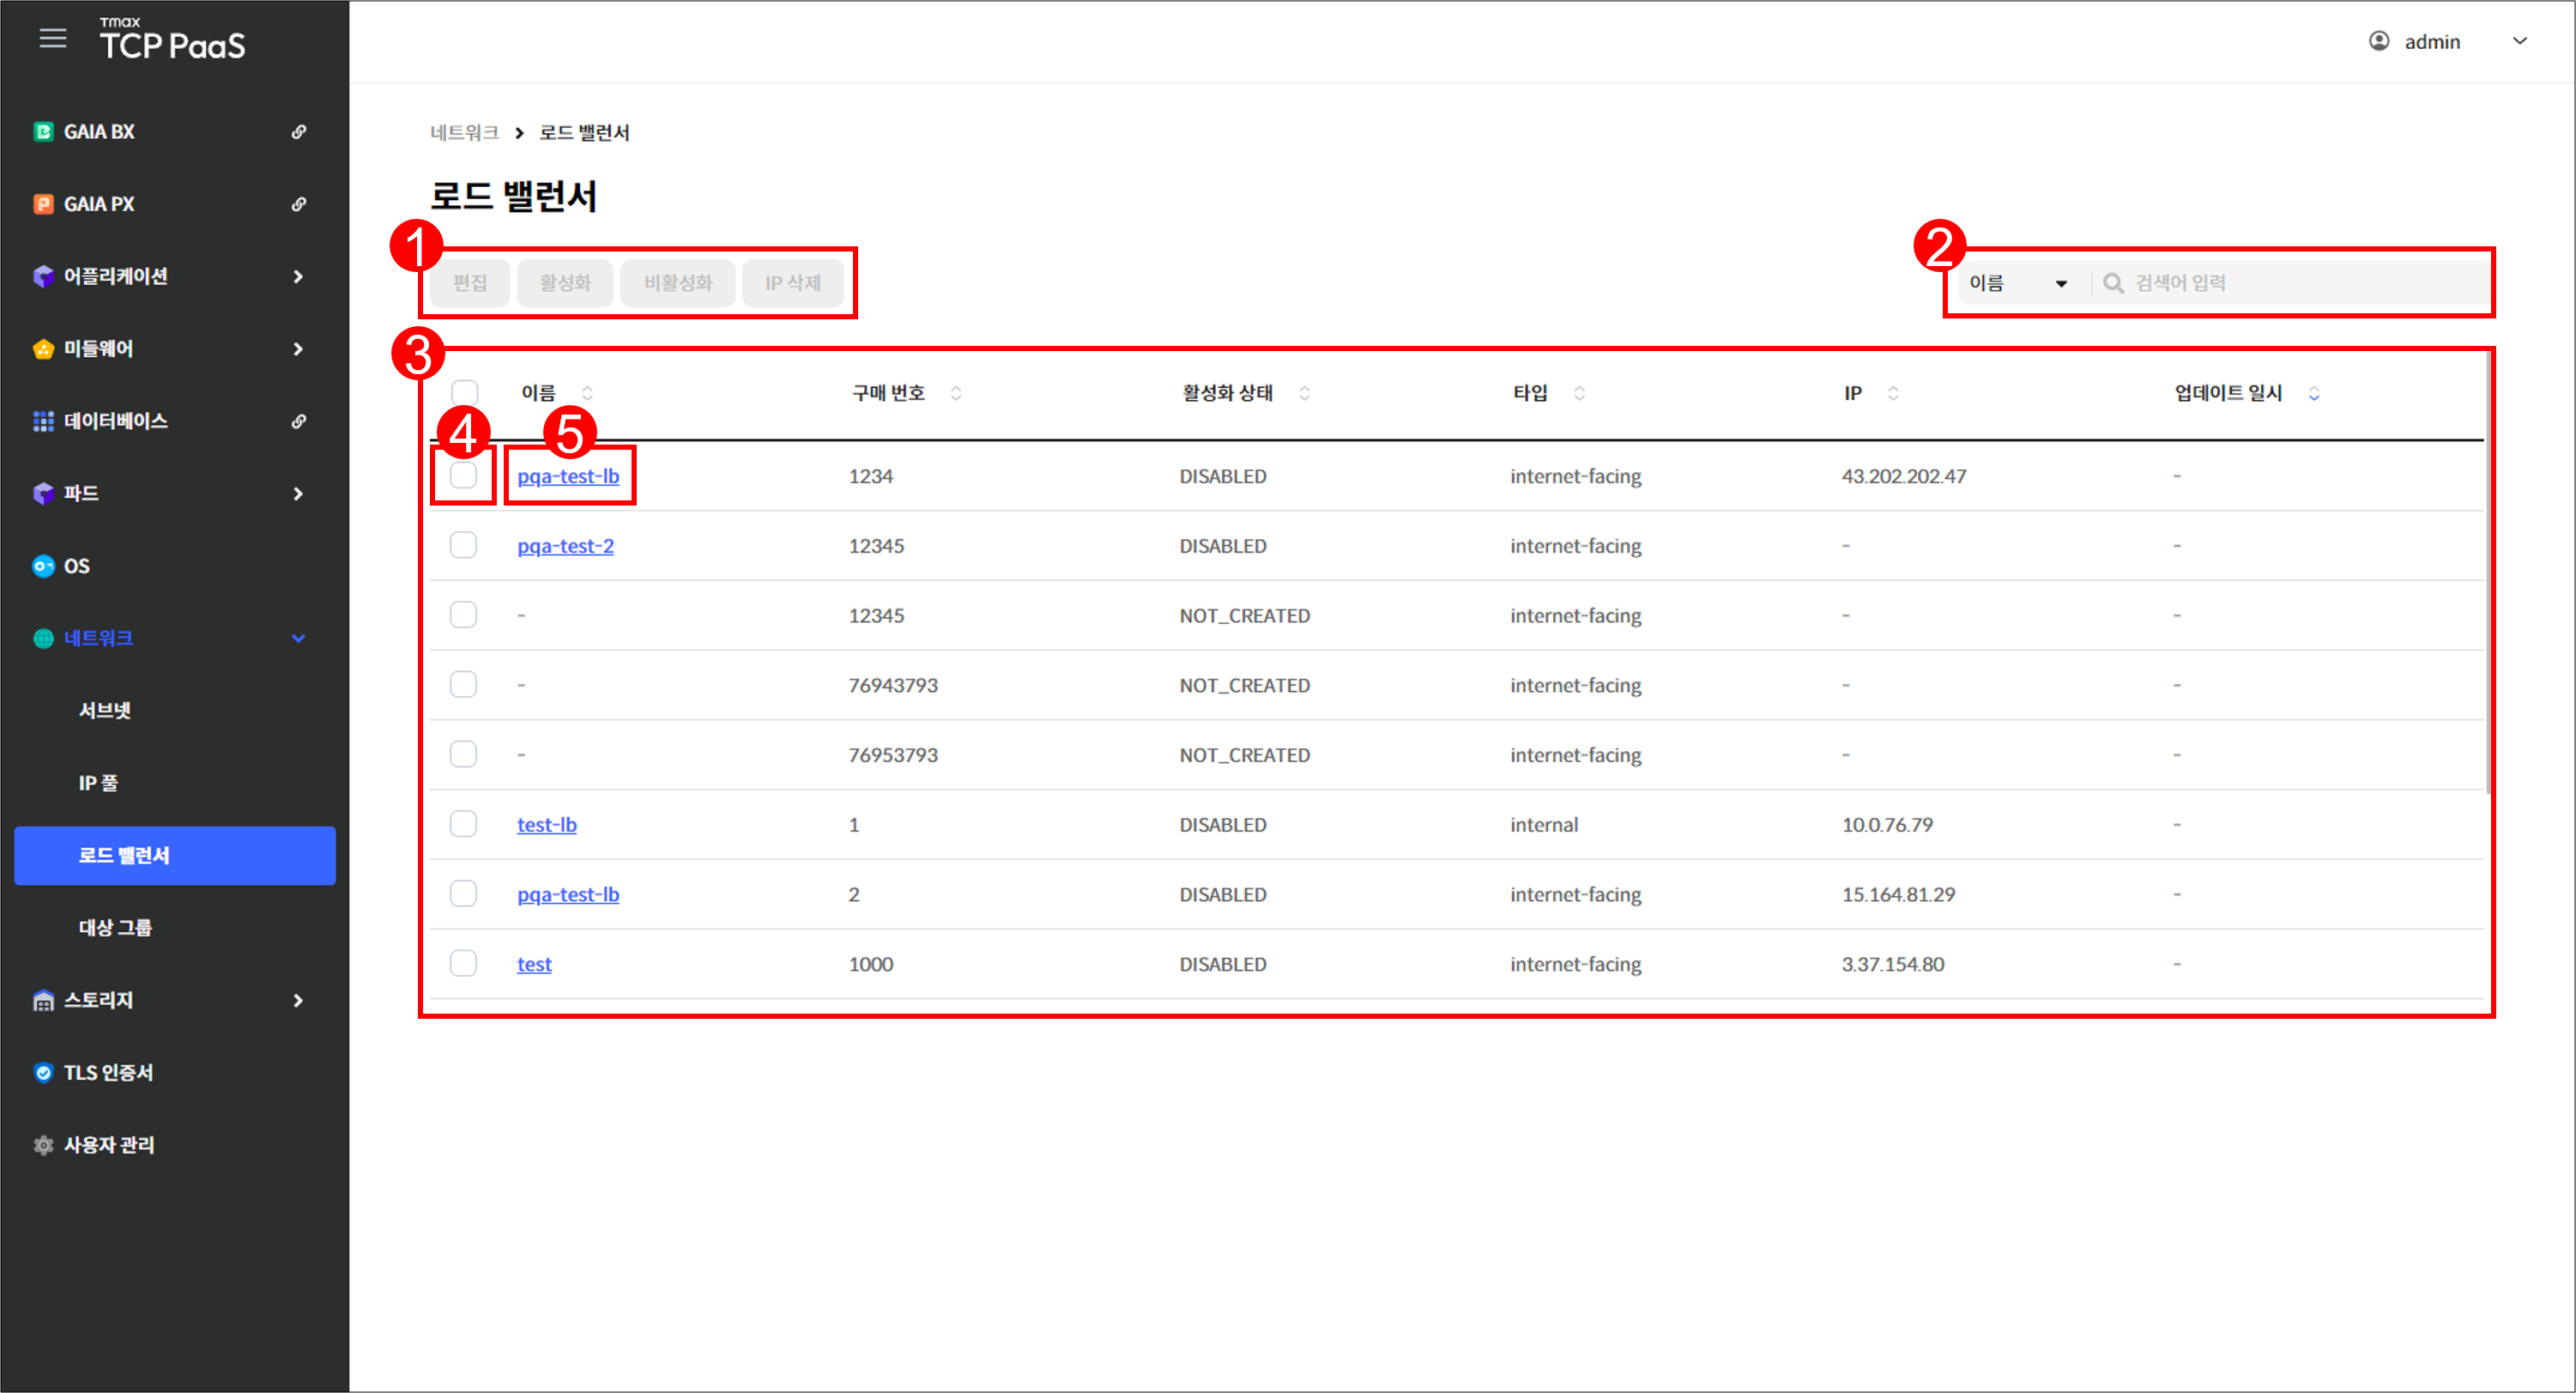 Tmax
TCP PaaS
admin
GAIA BX
GAIA PX
어플리케이션
미들웨어
데이터베이스
파드
OS
네트워크
서브넷
IP 풀
로드 밸런서
대상 그룹
스토리지
TLS 인증서
사용자 관리
네트워크 > 로드 밸런서
로드 밸런서
1
편집 활성화 비활성화 IP 삭제
2
이름 검색어 입력
3
이름 구매 번호 활성화 상태 타입 IP 업데이트 일시
4 5
pqa-test-lb 1234 DISABLED internet-facing 43.202.202.47 -
pqa-test-2 12345 DISABLED internet-facing - -
- 12345 NOT_CREATED internet-facing - -
- 76943793 NOT_CREATED internet-facing - -
- 76953793 NOT_CREATED internet-facing - -
test-lb 1 DISABLED internal 10.0.76.79 -
pqa-test-lb 2 DISABLED internet-facing 15.164.81.29 -
test 1000 DISABLED internet-facing 3.37.154.80 -